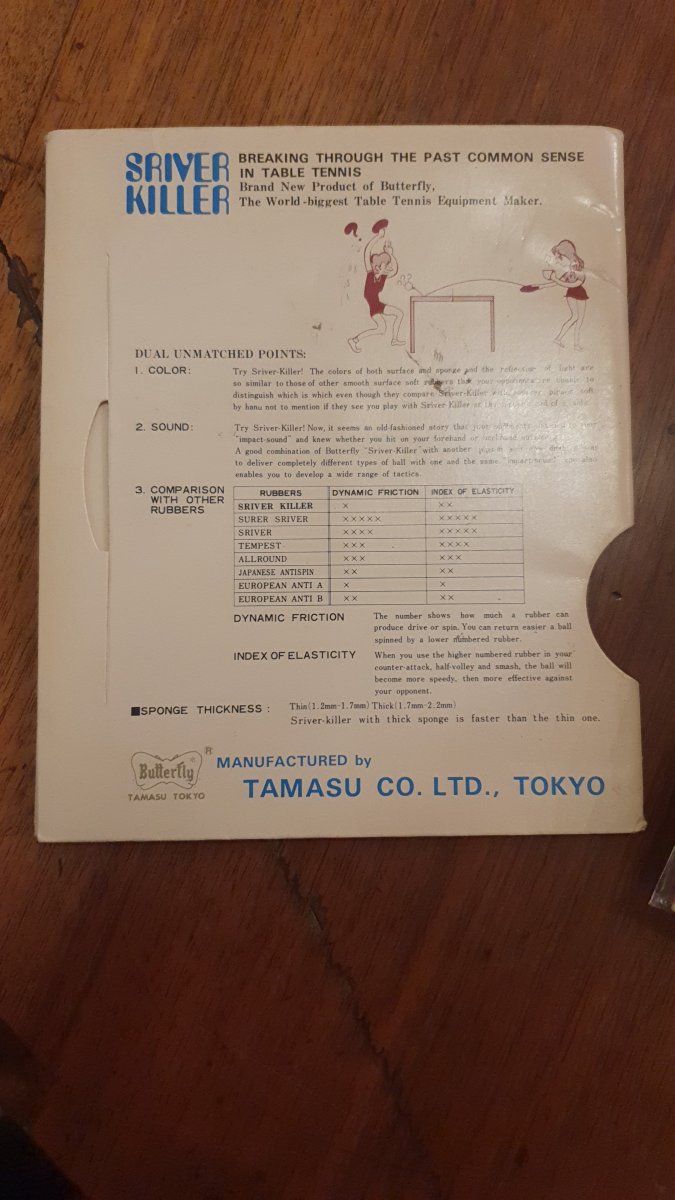 SRIVER
KILLER
BREAKING THROUGH THE PAST COMMON SENSE
IN TABLE TENNIS
Brand New Product of Butterfly,
The World-biggest Table Tennis Equipment Maker.
DUAL UNMATCHED POINTS:
1. COLOR:
Try Sriver-Killer! The colors of both surface and sponge and the reflection of light are
so similar to those of other smooth surface soft rubbers that your opponents are unable to
distinguish which is which even though they compare Sriver-Killer with soft
by hand not to mention if they see you play with Sriver-Killer at the end of a
2. SOUND:
Try Sriver-Killer! Now, it seems an old-fashioned story that your
"impact-sound" and knew whether you hit on your forehand or backhand
A good combination of Butterfly "Sriver-Killer" with another
to deliver completely different types of ball with one and the same "impact-sound" also
enables you to develop a wide range of tactics.
3. COMPARISON
WITH OTHER
RUBBERS
RUBBERS DYNAMIC FRICTION INDEX OF ELASTICITY
SRIVER KILLER × ××
SURER SRIVER ××××× ×××××
SRIVER ×××× ×××××
TEMPEST ××× ××××
ALLROUND ××× ×××
JAPANESE ANTISPIN ×× ××
EUROPEAN ANTI A × ×
EUROPEAN ANTI B ×× ××
DYNAMIC FRICTION
The number shows how much a rubber can
produce drive or spin. You can return easier a ball
spinned by a lower numbered rubber.
INDEX OF ELASTICITY
When you use the higher numbered rubber in your
counter-attack, half-volley and smash, the ball will
become more speedy, then more effective against
your opponent.
■SPONGE THICKNESS : Thin(1.2mm-1.7mm) Thick(1.7mm-2.2mm)
Sriver-killer with thick sponge is faster than the thin one.
Butterfly ®
TAMASU TOKYO
MANUFACTURED by
TAMASU CO. LTD., TOKYO